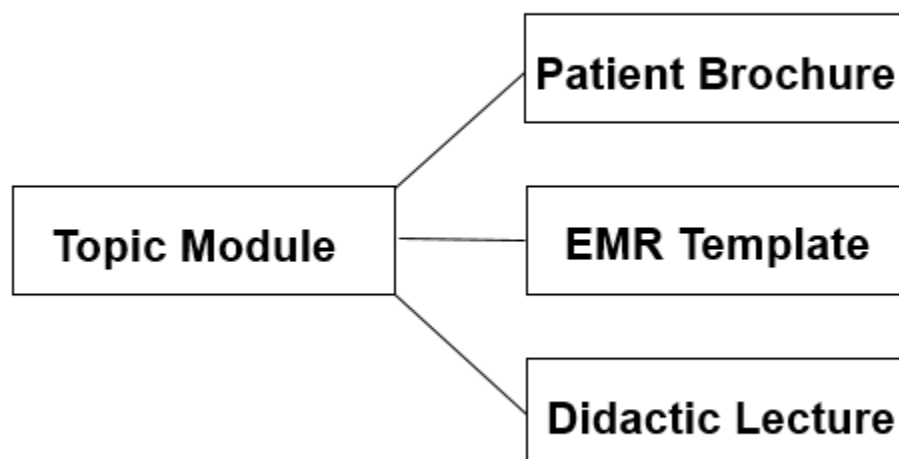 Patient Brochure
Topic Module
EMR Template
Didactic Lecture